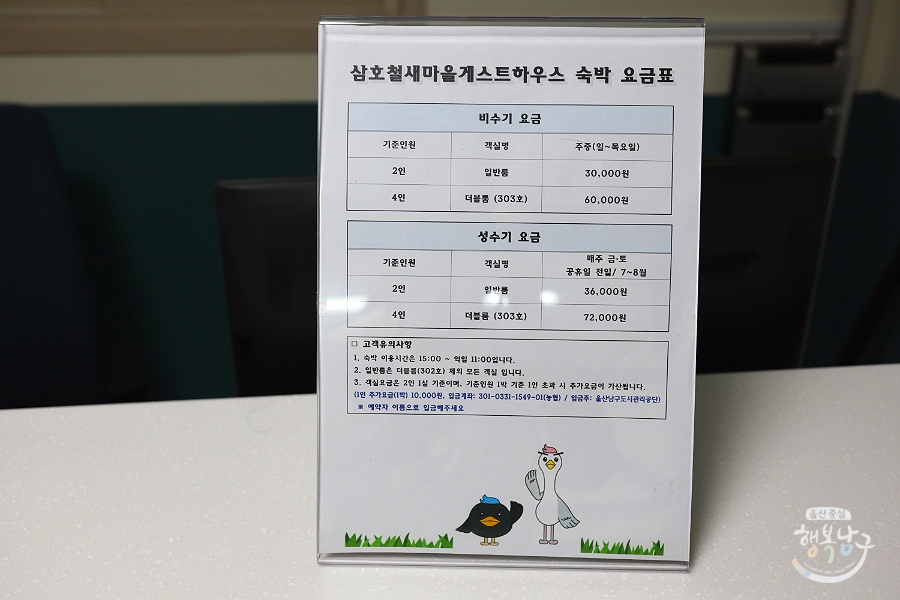 삼호철새마을게스트하우스 숙박 요금표
비수기 요금
기준인원 객실명 주중(일~목요일)
2인 일반룸 30,000원
4인 더블룸 (303호) 60,000원
성수기 요금
기준인원 객실명 매주 금·토
공휴일 전일/ 7~8월
2인 일반룸 36,000원
4인 더블룸 (303호) 72,000원
□ 고객유의사항
1. 숙박 이용시간은 15:00 ~ 익일 11:00입니다.
2. 일반룸은 더블룸(302호) 제외 모든 객실 입니다.
3. 객실요금은 2인 1실 기준이며, 기준인원 1박 기준 1인 초과 시 추가요금이 가산됩니다.
(1인 추가요금(1박) 10,000원, 입금계좌: 301-0331-1549-01(농협) / 입금주: 울산남구도시관리공단)
※ 예약자 이름으로 입금해주세요
울산 중심
행복남구